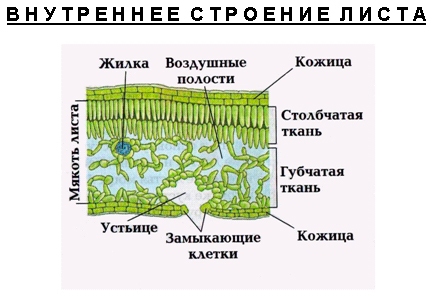 ВНУТРЕННЕЕ СТРОЕНИЕ ЛИСТА
Жилка
Воздушные
полости
Кожица
Столбчатая
ткань
Мякоть листа
Губчатая
ткань
Устьице
Замыкающие
клетки
Кожица